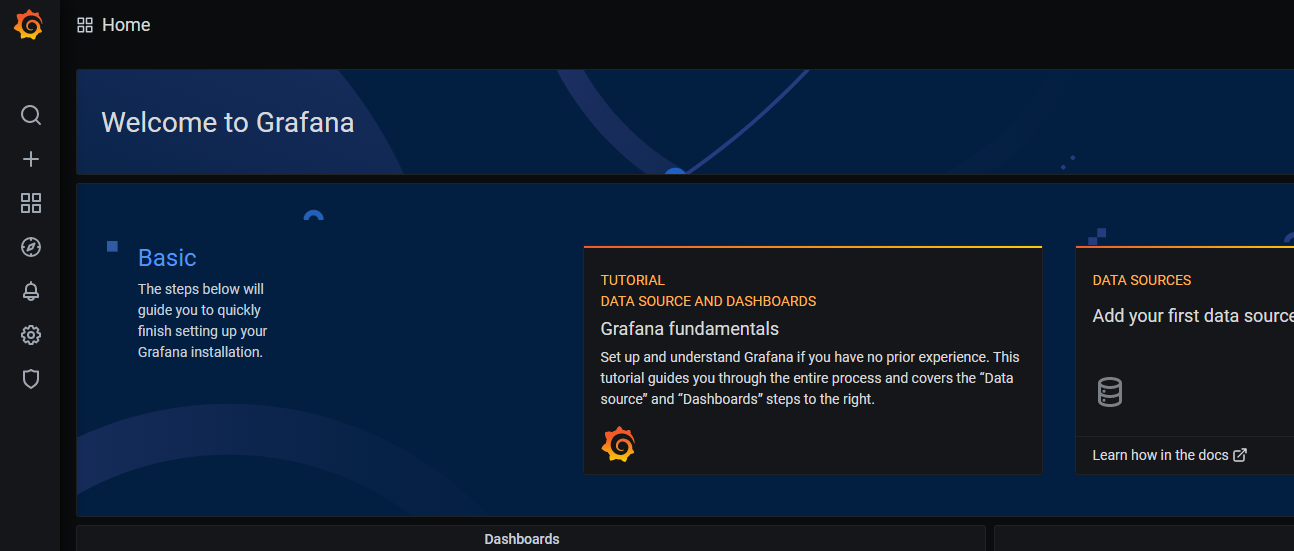 Home
Welcome to Grafana
Basic
The steps below will
guide you to quickly
finish setting up your
Grafana installation.
TUTORIAL
DATA SOURCE AND DASHBOARDS
Grafana fundamentals
Set up and understand Grafana if you have no prior experience. This
tutorial guides you through the entire process and covers the “Data
source” and “Dashboards” steps to the right.
DATA SOURCES
Add your first data source
Learn how in the docs
Dashboards